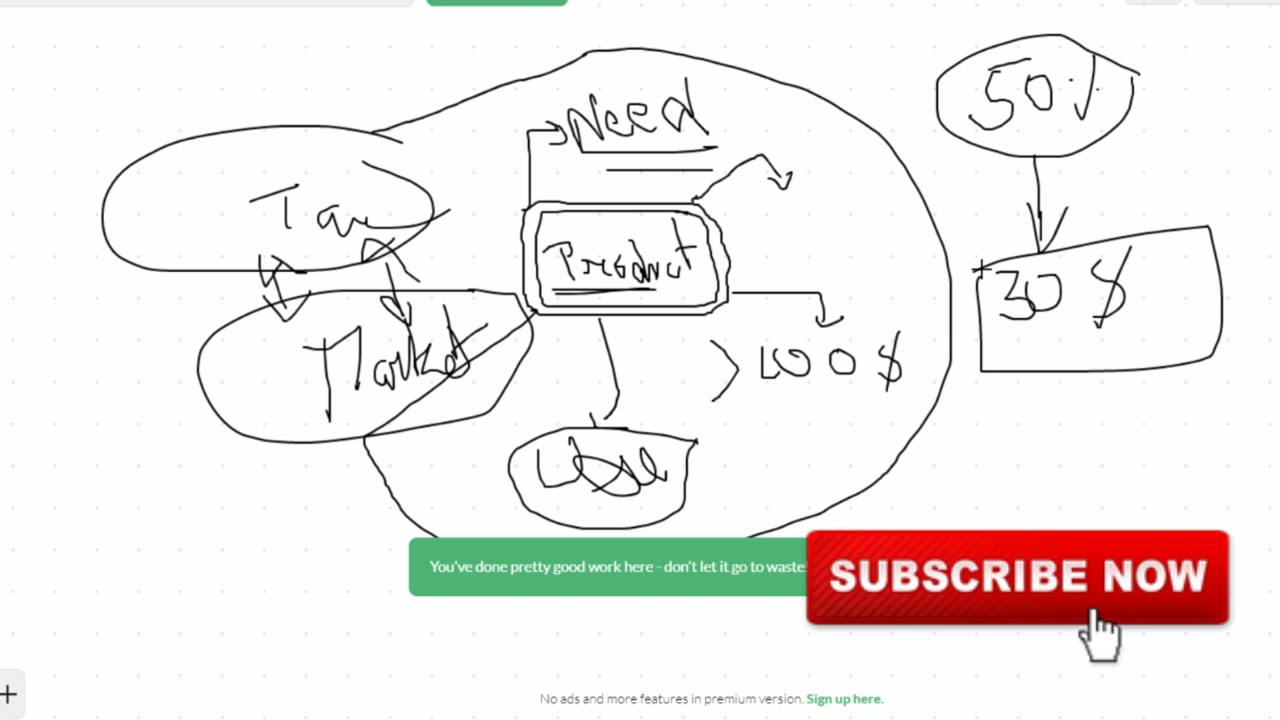 Need
50%
Tar
Product
30 $
Market
> 100 $
Use
You've done pretty good work here - don't let it go to waste!
SUBSCRIBE NOW
No ads and more features in premium version. Sign up here.